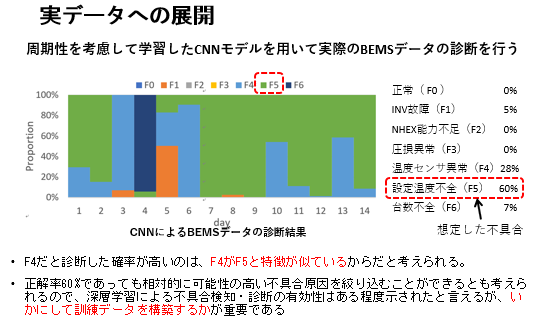 実データへの展開
周期性を考慮して学習したCNNモデルを用いて実際のBEMSデータの診断を行う
F0 F1 F2 F3 F4 F5 F6
100%
80%
60%
40%
20%
0%
Proportion
1 2 3 4 5 6 7 8 9 10 11 12 13 14
day
CNNによるBEMSデータの診断結果
正常（F0） 0%
INV故障（F1） 5%
NHEX能力不足（F2） 0%
圧損異常（F3） 0%
温度センサ異常（F4） 28%
設定温度不全（F5） 60%
台数不全（F6） 7%
想定した不具合
• F4だと診断した確率が高いのは、F4がF5と特徴が似ているからだと考えられる。
• 正解率60%であっても相対的に可能性の高い不具合原因を絞り込むことができるとも考え
られるので、深層学習による不具合検知・診断の有効性はある程度示されたと言えるが、い
かにして訓練データを構築するかが重要である